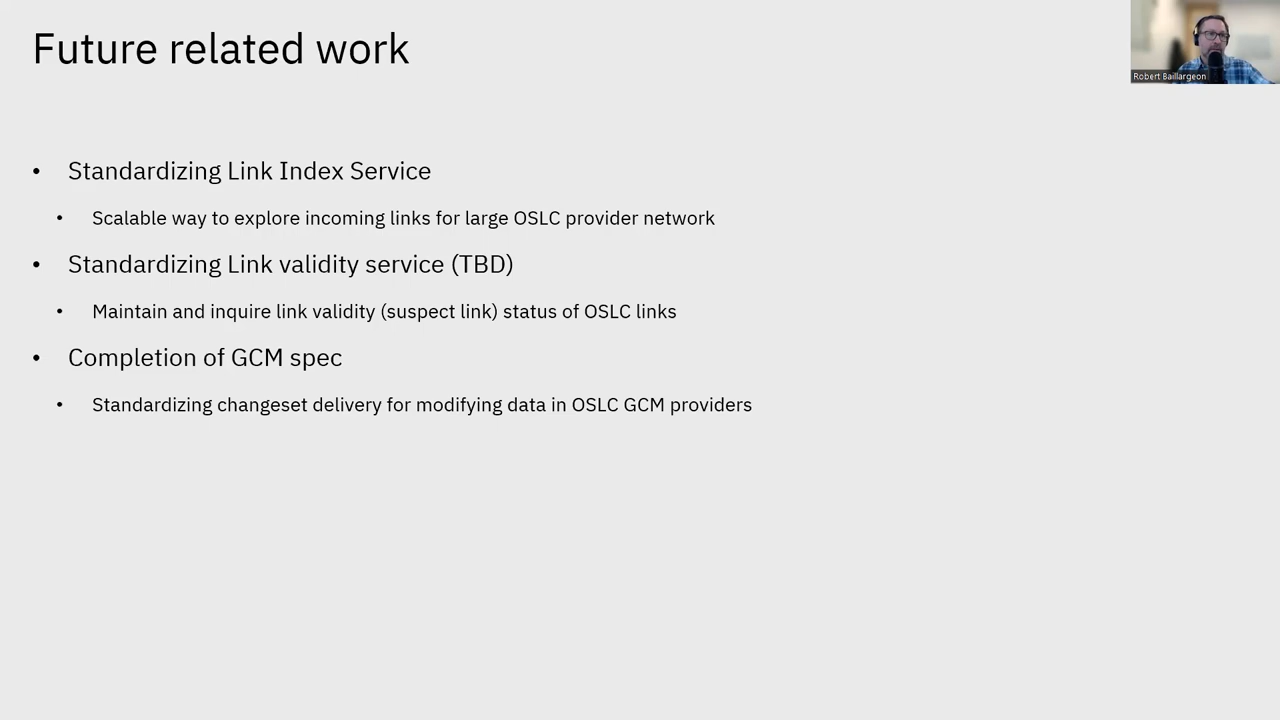 Future related work
Robert Baillargeon
• Standardizing Link Index Service
• Scalable way to explore incoming links for large OSLC provider network
• Standardizing Link validity service (TBD)
• Maintain and inquire link validity (suspect link) status of OSLC links
• Completion of GCM spec
• Standardizing changeset delivery for modifying data in OSLC GCM providers